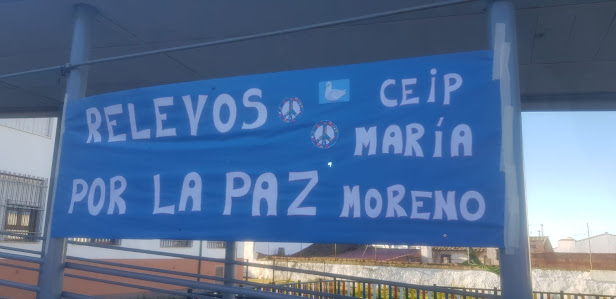 RELEVOS
POR LA PAZ
CEIP
MARÍA
MORENO